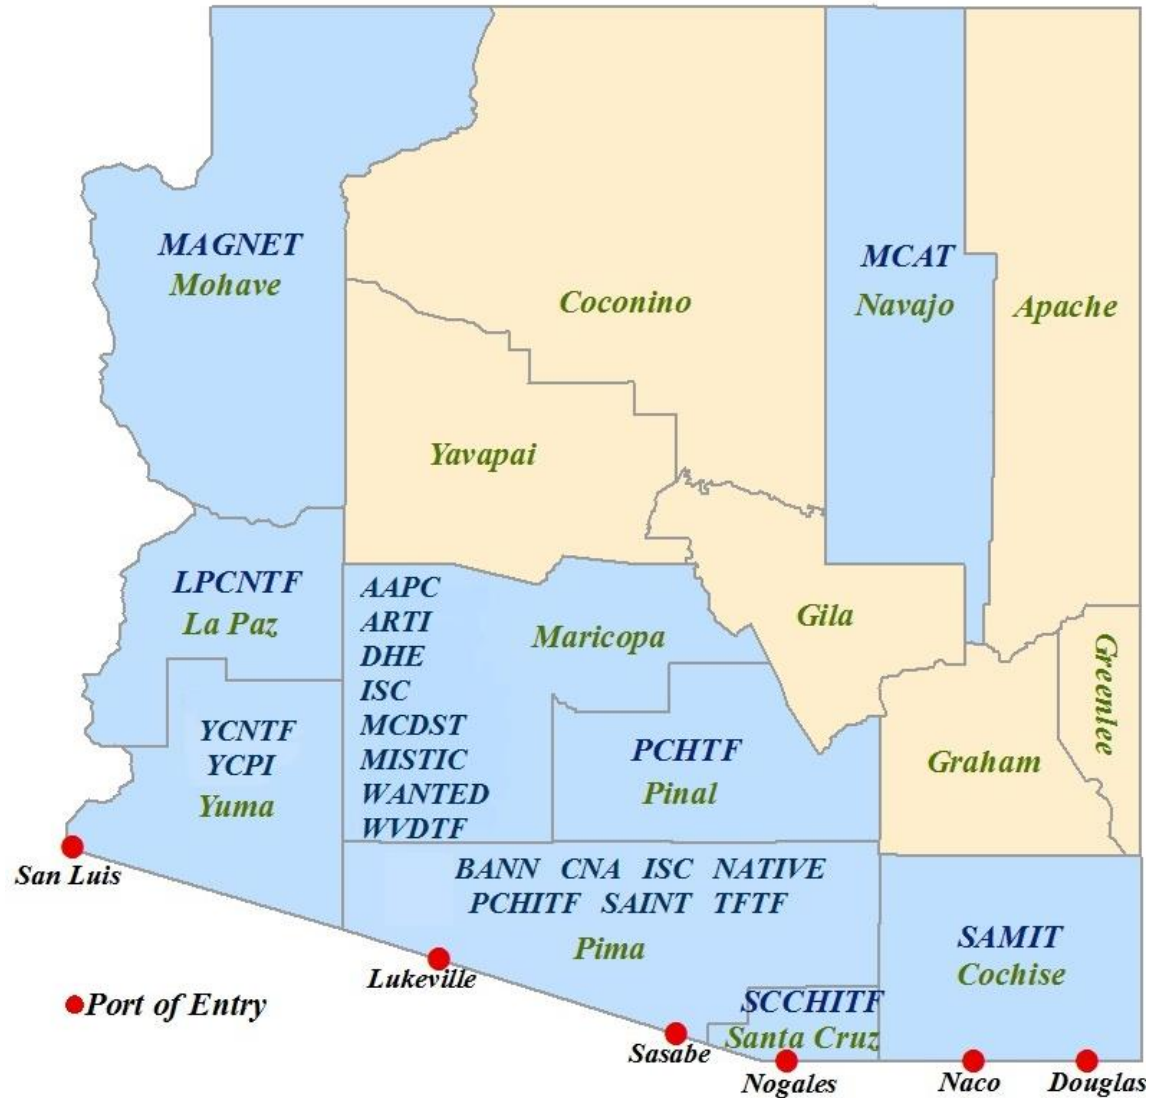 MAGNET
Mohave
Coconino
MCAT
Navajo
Apache
Yavapai
LPCNTF
La Paz
AAPC
ARTI
DHE
ISC
MCDST
MISTIC
WANTED
WVDTF
Maricopa
Gila
Greenlee
YCNTF
YCPI
Yuma
PCHTF
Pinal
Graham
San Luis
BANN CNA ISC NATIVE
PCHITF SAINT TFTF
Pima
SAMIT
Cochise
Lukeville
Port of Entry
SCCHITF
Santa Cruz
Sasabe
Nogales
Naco
Douglas